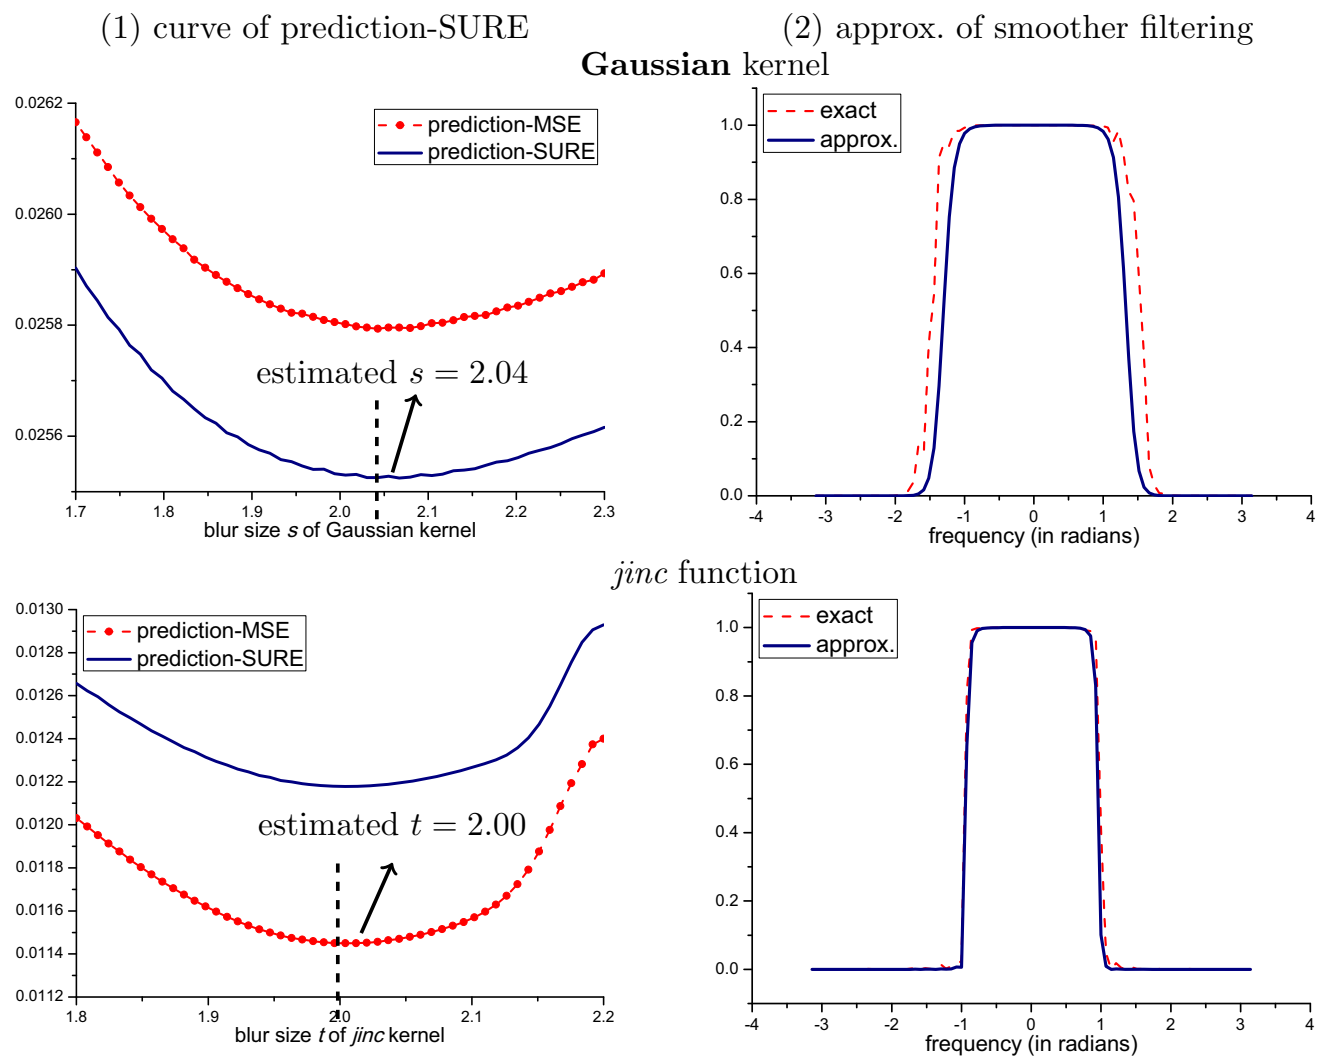 (1) curve of prediction-SURE
(2) approx. of smoother filtering
Gaussian kernel
prediction-MSE
prediction-SURE
0.0262
0.0260
0.0258
0.0256
estimated s = 2.04
1.7 1.8 1.9 2.0 2.1 2.2 2.3
blur size s of Gaussian kernel
exact
approx.
1.0
0.8
0.6
0.4
0.2
0.0
-4 -3 -2 -1 0 1 2 3 4
frequency (in radians)
jinc function
prediction-MSE
prediction-SURE
0.0130
0.0128
0.0126
0.0124
0.0122
0.0120
0.0118
0.0116
0.0114
0.0112
estimated t = 2.00
1.8 1.9 2.0 2.1 2.2
blur size t of jinc kernel
exact
approx.
1.0
0.8
0.6
0.4
0.2
0.0
-4 -3 -2 -1 0 1 2 3 4
frequency (in radians)